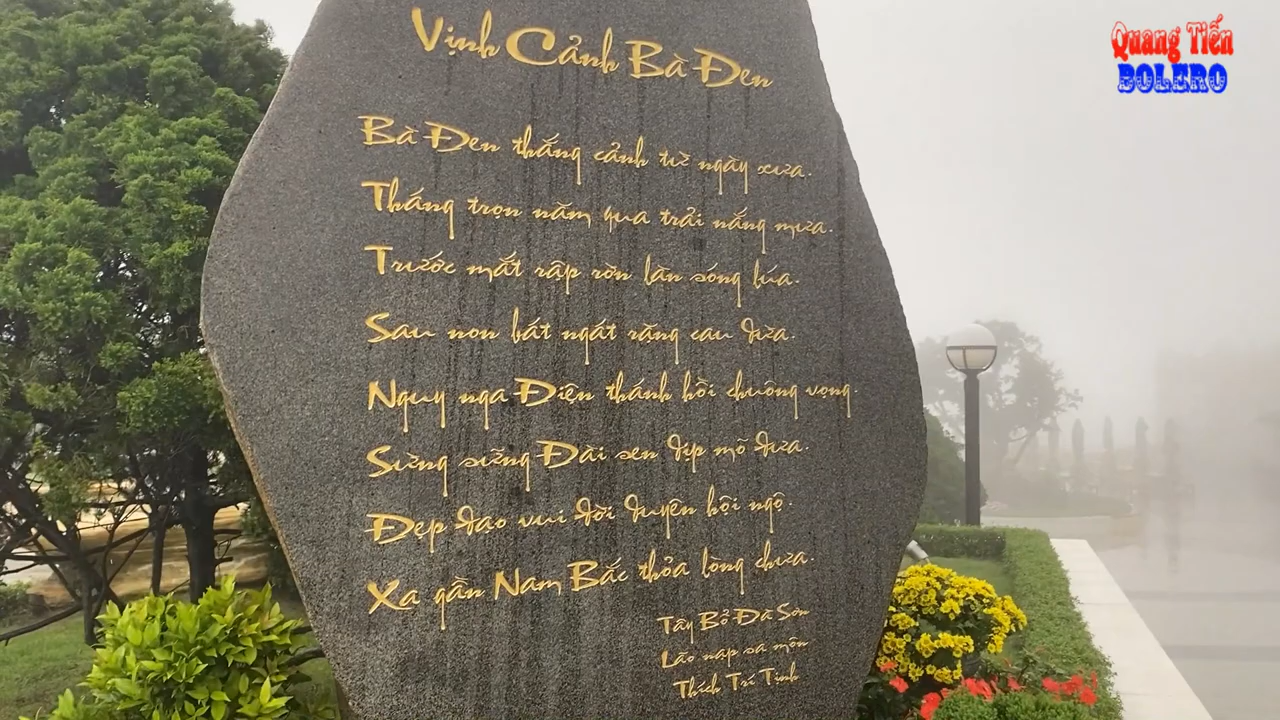 Quang Tiến
BOLERO
Vịnh Cảnh Bà Đen
Bà Đen thắng cảnh từ ngày xưa.
Tháng trọn năm qua trải nắng mưa.
Trước mắt rập rờn làn sóng lúa.
Sau non bát ngát rặng cau dừa.
Nguy nga Điện thánh hồi chuông vọng.
Sừng sững Đài sen dịp mõ đưa.
Đẹp đạo vui đời duyên hội ngộ.
Xa gần Nam Bắc thỏa lòng chưa.
Tây Bổ Đà Sơn
Lão nạp sa môn
Thích Trí Tịnh